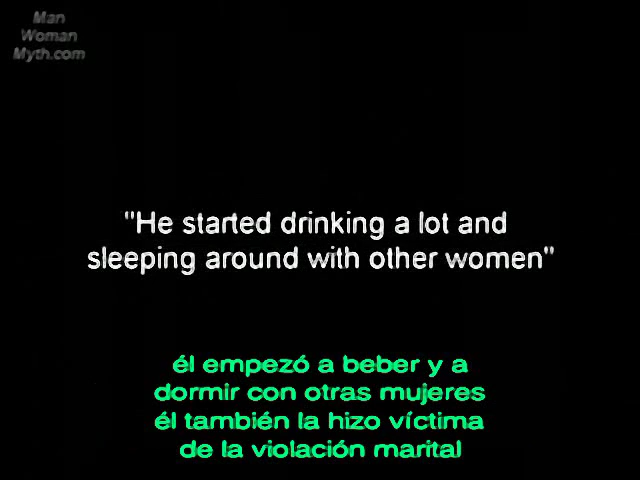 Man
Woman
Myth.com
"He started drinking a lot and
sleeping around with other women"
él empezó a beber y a
dormir con otras mujeres
él también la hizo víctima
de la violación marital